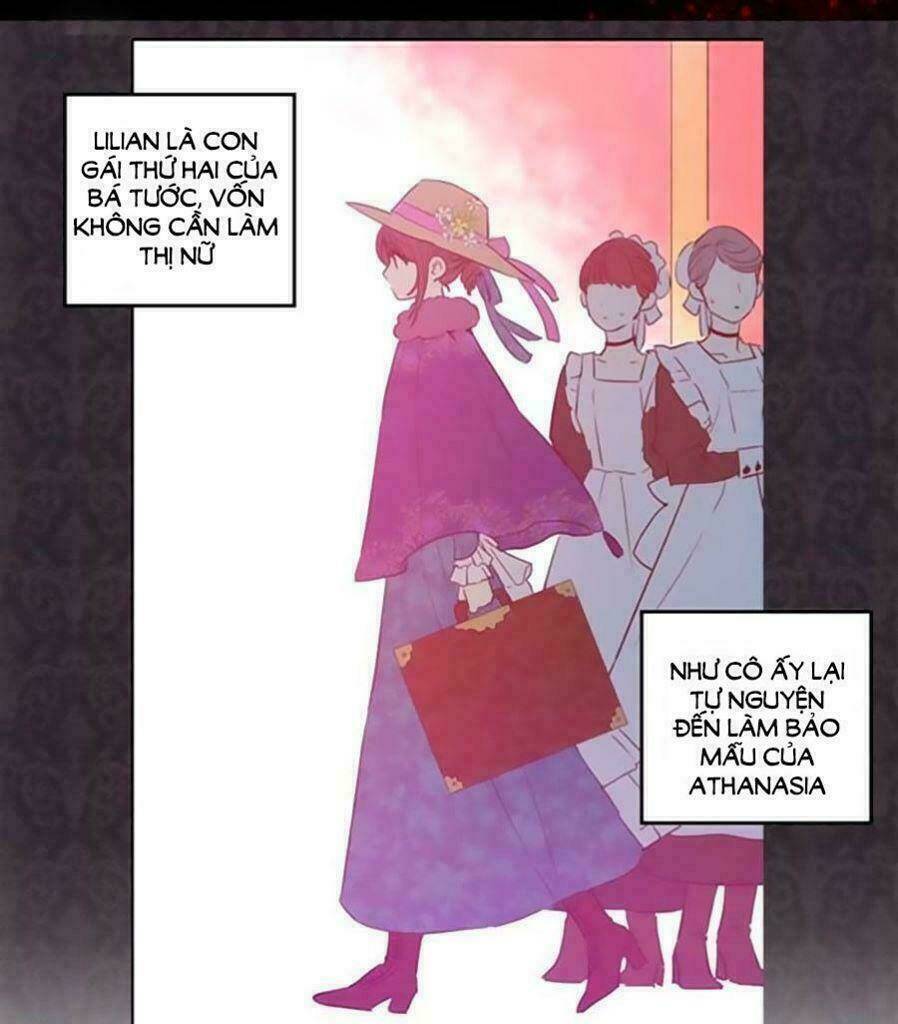 LILIAN LÀ CON
GÁI THỨ HAI CỦA
BÁ TƯỚC, VỐN
KHÔNG CẦN LÀM
THỊ NỮ
NHƯ CÔ ẤY LẠI
TỰ NGUYỆN
ĐẾN LÀM BẢO
MẪU CỦA
ATHANASIA